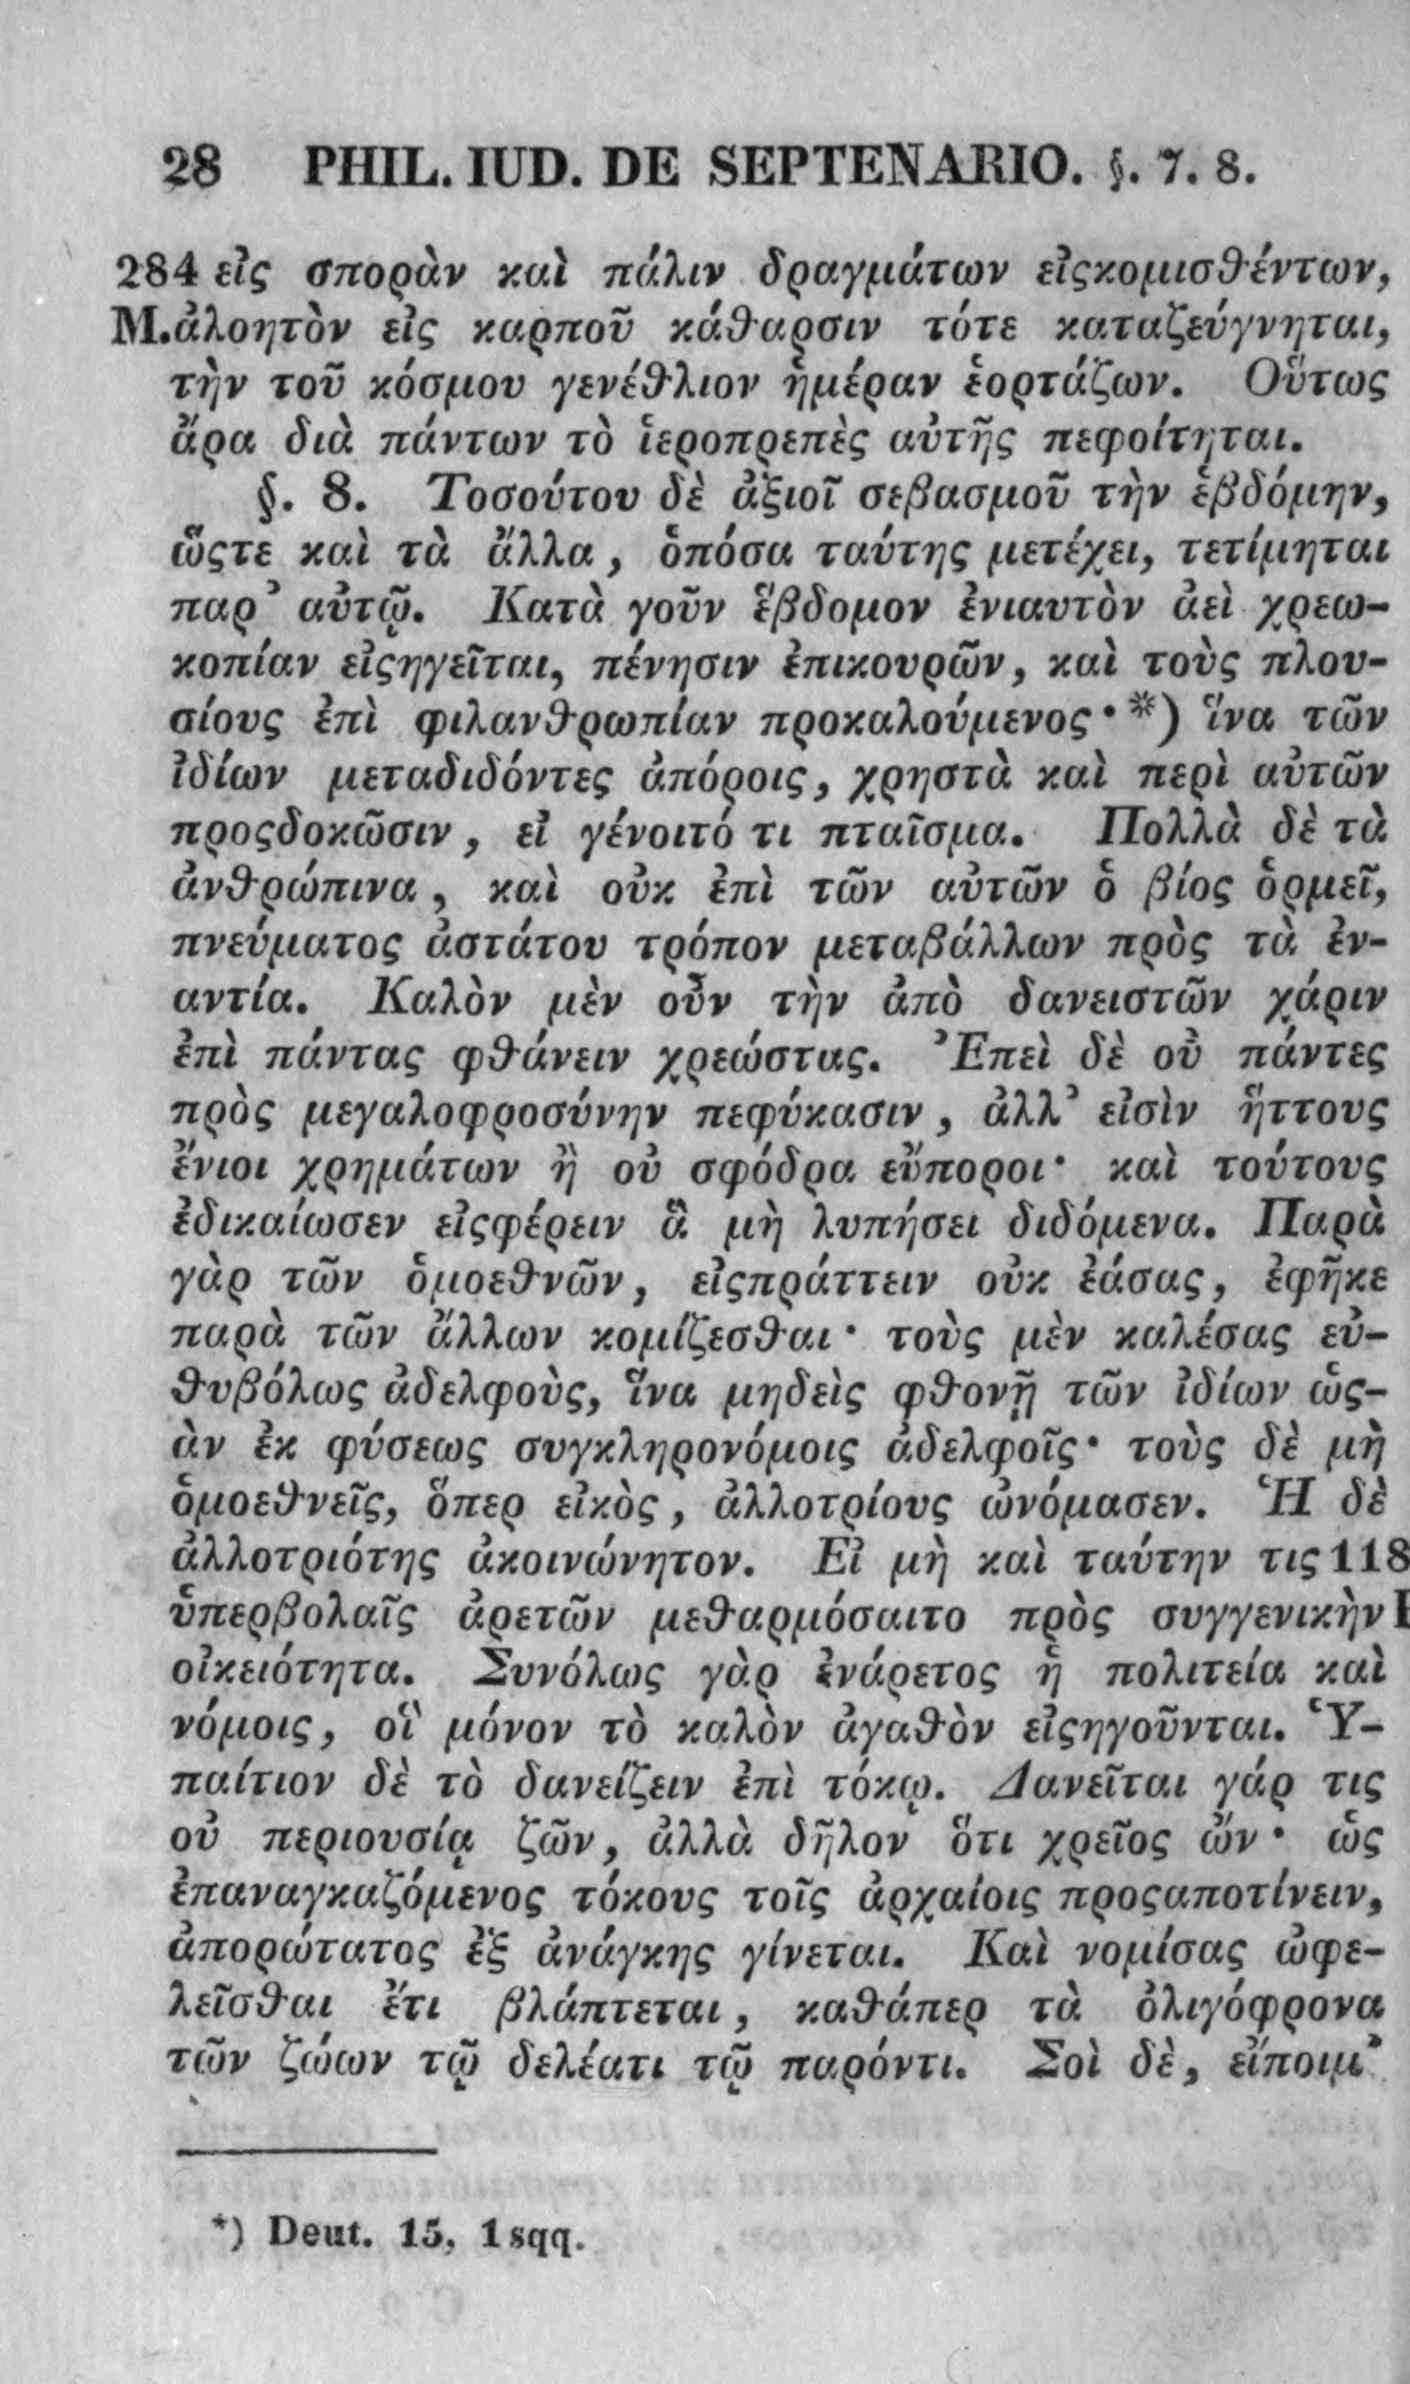 28 PHIL. IUD. DE SEPTENARIO. §. 7. 8.
284 εἰς σπορὰν καὶ πάλιν δραγμάτων εἰςκομισθέντων,
M. ἀλοητὸν εἰς καρποῦ κάθαρσιν τότε καταζεύγνηται,
τὴν τοῦ κόσμου γενέθλιον ἡμέραν ἑορτάζων. Οὕτως
ἄρα διὰ πάντων τὸ ἱεροπρεπὲς αὐτῆς πεφοίτηται.
§. 8. Τοσούτου δὲ ἀξιοῖ σεβασμοῦ τὴν ἑβδόμην,
ὥςτε καὶ τὰ ἄλλα, ὁπόσα ταύτης μετέχει, τετίμηται
παρ᾽ αὐτῷ. Κατὰ γοῦν ἕβδομον ἐνιαυτὸν ἀεὶ χρεω-
κοπίαν εἰςηγεῖται, πένησιν ἐπικουρῶν, καὶ τοὺς πλου-
σίους ἐπὶ φιλανθρωπίαν προκαλούμενος· *) ἵνα τῶν
ἰδίων μεταδιδόντες ἀπόροις, χρηστὰ καὶ περὶ αὐτῶν
προςδοκῶσιν, εἰ γένοιτό τι πταῖσμα. Πολλὰ δὲ τὰ
ἀνθρώπινα, καὶ οὐκ ἐπὶ τῶν αὐτῶν ὁ βίος ὁρμεῖ,
πνεύματος ἀστάτου τρόπον μεταβάλλων πρὸς τὰ ἐν-
αντία. Καλὸν μὲν οὖν τὴν ἀπὸ δανειστῶν χάριν
ἐπὶ πάντας φθάνειν χρεώστας. Ἐπεὶ δὲ οὐ πάντες
πρὸς μεγαλοφροσύνην πεφύκασιν, ἀλλ᾽ εἰσὶν ἥττους
ἔνιοι χρημάτων ἢ οὐ σφόδρα εὔποροι· καὶ τούτους
ἐδικαίωσεν εἰςφέρειν ἃ μὴ λυπήσει διδόμενα. Παρὰ
γὰρ τῶν ὁμοεθνῶν, εἰςπράττειν οὐκ ἐάσας, ἐφῆκε
παρὰ τῶν ἄλλων κομίζεσθαι· τοὺς μὲν καλέσας εὐ-
θυβόλως ἀδελφοὺς, ἵνα μηδεὶς φθονῇ τῶν ἰδίων ὡς-
ὰν ἐκ φύσεως συγκληρονόμοις ἀδελφοῖς· τοὺς δὲ μὴ
ὁμοεθνεῖς, ὅπερ εἰκὸς, ἀλλοτρίους ὠνόμασεν. Ἡ δὲ
ἀλλοτριότης ἀκοινώνητον. Εἰ μὴ καὶ ταύτην τις 118
ὑπερβολαῖς ἀρετῶν μεθαρμόσαιτο πρὸς συγγενικὴν
οἰκειότητα. Συνόλως γὰρ ἐνάρετος ἡ πολιτεία καὶ
νόμοις, οἳ μόνον τὸ καλὸν ἀγαθὸν εἰςηγοῦνται. Ὑ-
παίτιον δὲ τὸ δανείζειν ἐπὶ τόκῳ. Δανεῖται γάρ τις
οὐ περιουσίᾳ ζῶν, ἀλλὰ δῆλον ὅτι χρεῖος ὤν· ὡς
ἐπαναγκαζόμενος τόκους τοῖς ἀρχαίοις προςαποτίνειν,
ἀπορώτατος ἐξ ἀνάγκης γίνεται. Καὶ νομίσας ὠφε-
λεῖσθαι ἔτι βλάπτεται, καθάπερ τὰ ὀλιγόφρονα
τῶν ζώων τῷ δελέατι τῷ παρόντι. Σοὶ δὲ, εἴποιμ᾽
*) Deut. 15, 1 sqq.